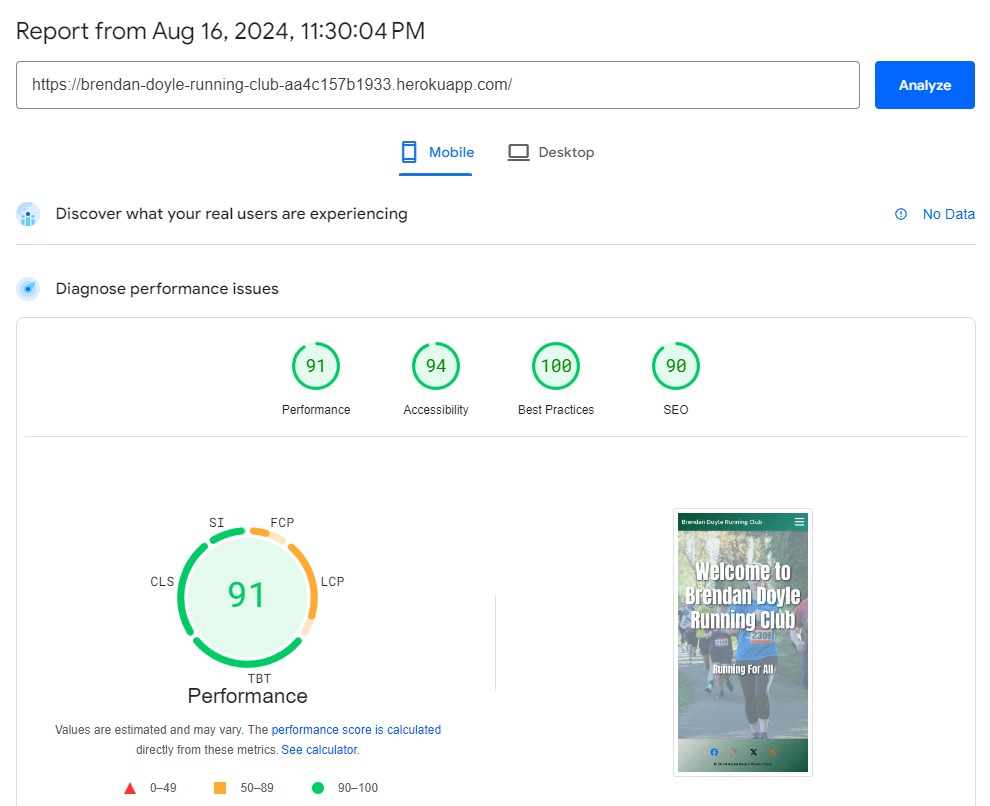 Report from Aug 16, 2024, 11:30:04 PM
https://brendan-doyle-running-club-aa4c157b1933.herokuapp.com/
Analyze
Mobile
Desktop
Discover what your real users are experiencing
No Data
Diagnose performance issues
91
94
100
90
Performance
Accessibility
Best Practices
SEO
SI
FCP
CLS
LCP
91
TBT
Performance
Values are estimated and may vary. The performance score is calculated
directly from these metrics. See calculator.
0–49
50–89
90–100
Brendan Doyle Running Club
Welcome to
Brendan Doyle
Running Club
2309
Running For All